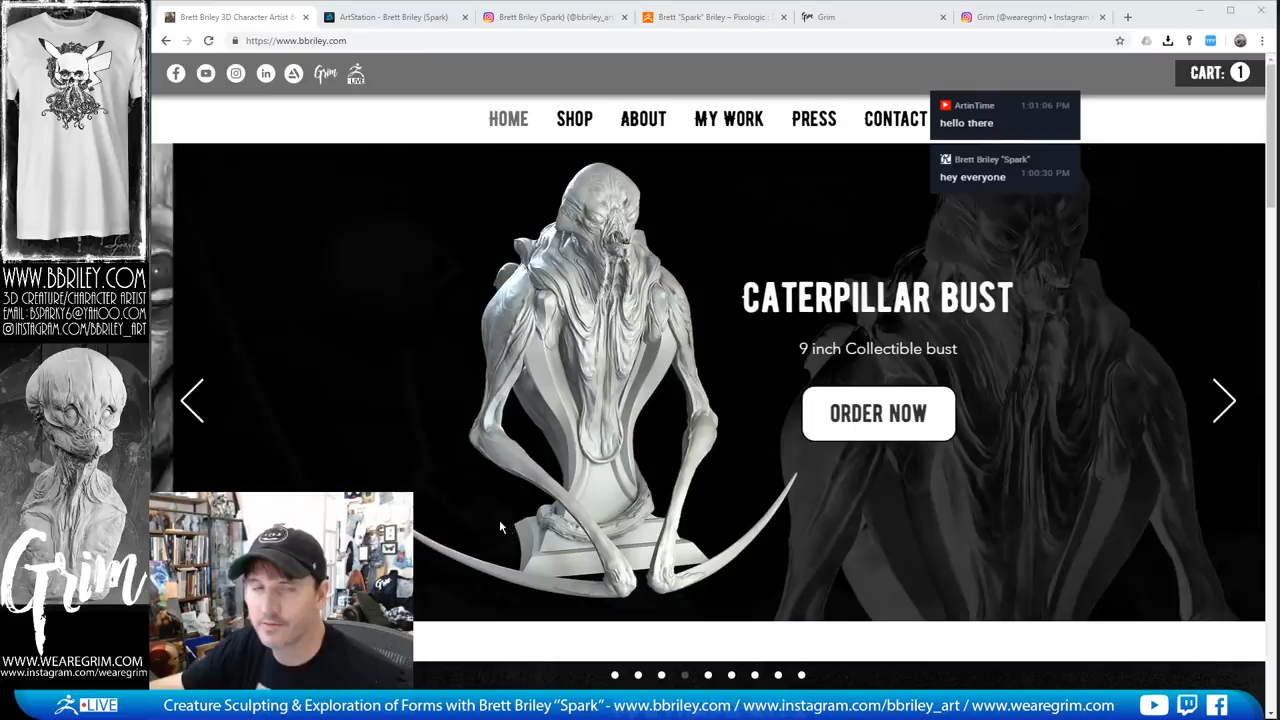 Brett Briley 3D Character Artist &
ArtStation - Brett Briley (Spark)
Brett Briley (Spark) (@bbriley_ar
Brett "Spark" Briley – Pixologic
Grim
Grim (@wearegrim) • Instagram
https://www.bbriley.com
Grim
LIVE
CART: 1
HOME
SHOP
ABOUT
MY WORK
PRESS
CONTACT
ArtinTime 1:01:06 PM
hello there
Brett Briley "Spark"
1:00:30 PM
hey everyone
CATERPILLAR BUST
9 inch Collectible bust
ORDER NOW
WWW.BBRILEY.COM
3D CREATURE/CHARACTER ARTIST
EMAIL: BSPARKY6@YAHOO.COM
INSTAGRAM.COM/BBRILEY_ART
Grim
WWW.WEAREGRIM.COM
www.instagram.com/wearegrim
LIVE
Creature Sculpting & Exploration of Forms with Brett Briley "Spark" - www.bbriley.com / www.instagram.com/bbriley_art / www.wearegrim.com